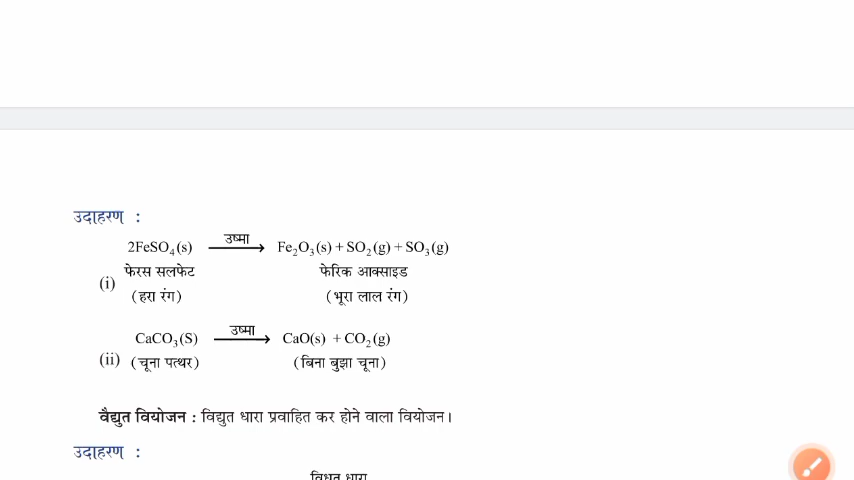 उदाहरण :
2FeSO₄(s) उष्मा ⟶ Fe₂O₃(s) + SO₂(g) + SO₃(g)
(i) फेरस सलफेट फेरिक आक्साइड
(हरा रंग) (भूरा लाल रंग)
CaCO₃(S) उष्मा ⟶ CaO(s) + CO₂(g)
(ii) (चूना पत्थर) (बिना बुझा चूना)
वैद्युत वियोजन : विद्युत धारा प्रवाहित कर होने वाला वियोजन।
उदाहरण :
विधुत धारा